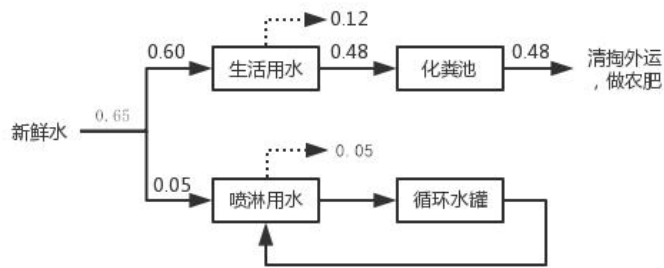 0.12
0.60 生活用水 0.48 化粪池 0.48 清掏外运
，做农肥
新鲜水 0.65
0.05
0.05 喷淋用水 循环水罐